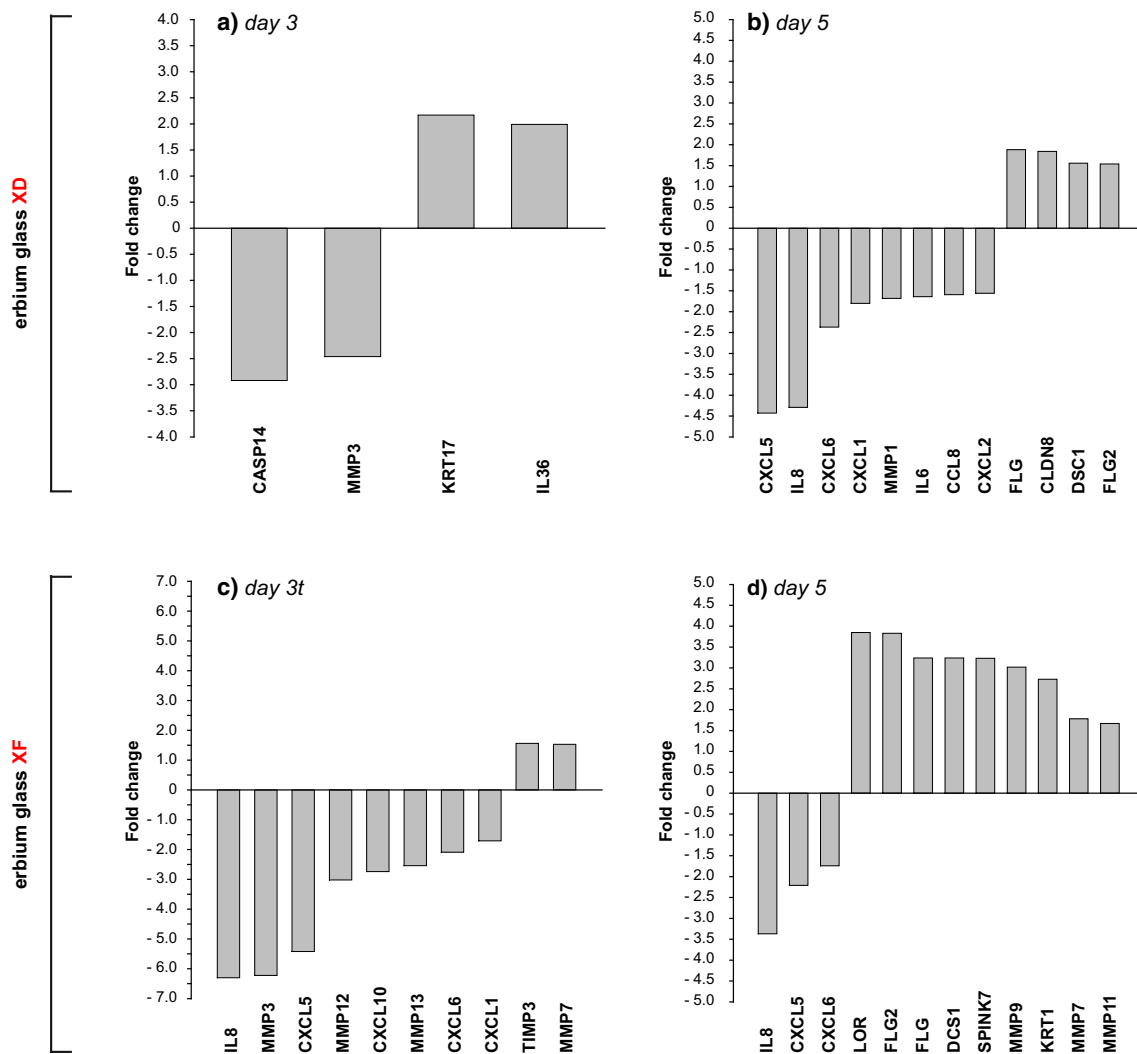 erbium glass XD
a) day 3
Fold change
4.0
3.5
3.0
2.5
2.0
1.5
1.0
0.5
0
- 0.5
- 1.0
- 1.5
- 2.0
- 2.5
- 3.0
- 3.5
- 4.0
CASP14
MMP3
KRT17
IL36
b) day 5
Fold change
5.0
4.5
4.0
3.5
3.0
2.5
2.0
1.5
1.0
0.5
0
- 0.5
- 1.0
- 1.5
- 2.0
- 2.5
- 3.0
- 3.5
- 4.0
- 4.5
- 5.0
CXCL5
IL8
CXCL6
CXCL1
MMP1
IL6
CCL8
CXCL2
FLG
CLDN8
DSC1
FLG2
erbium glass XF
c) day 3t
Fold change
7.0
6.0
5.0
4.0
3.0
2.0
1.0
0
- 1.0
- 2.0
- 3.0
- 4.0
- 5.0
- 6.0
- 7.0
IL8
MMP3
CXCL5
MMP12
CXCL10
MMP13
CXCL6
CXCL1
TIMP3
MMP7
d) day 5
Fold change
5.0
4.5
4.0
3.5
3.0
2.5
2.0
1.5
1.0
0.5
0
- 0.5
- 1.0
- 1.5
- 2.0
- 2.5
- 3.0
- 3.5
- 4.0
- 4.5
- 5.0
IL8
CXCL5
CXCL6
LOR
FLG2
FLG
DCS1
SPINK7
MMP9
KRT1
MMP7
MMP11